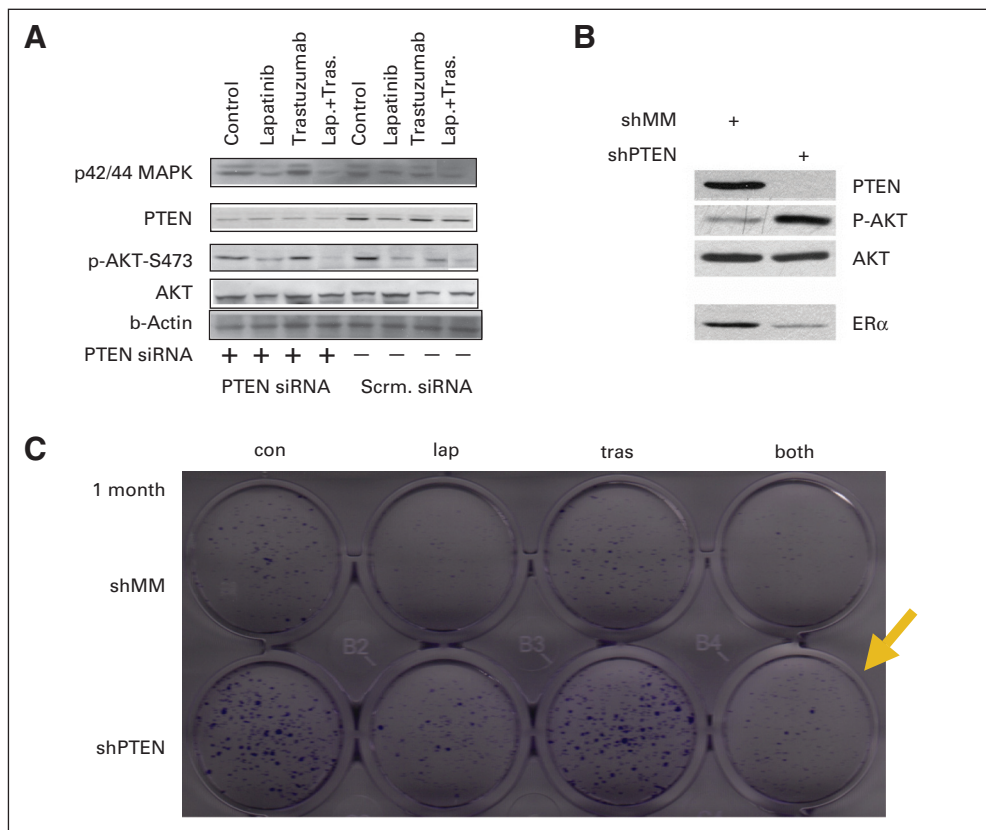 A
Control
Lapatinib
Trastuzumab
Lap.+Tras.
Control
Lapatinib
Trastuzumab
Lap.+Tras.
p42/44 MAPK
PTEN
p-AKT-S473
AKT
b-Actin
PTEN siRNA + + + + − − − −
PTEN siRNA Scrm. siRNA
B
shMM +
shPTEN +
PTEN
P-AKT
AKT
ERα
C
con lap tras both
1 month
shMM
B2 B3 B4
shPTEN